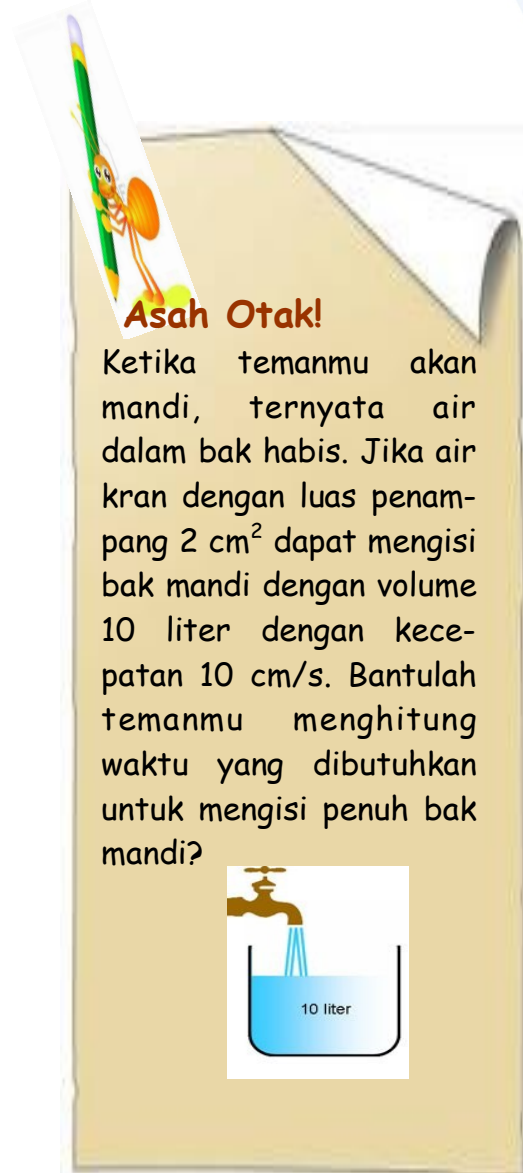 Asah Otak!
Ketika temanmu akan
mandi, ternyata air
dalam bak habis. Jika air
kran dengan luas penam-
pang 2 cm² dapat mengisi
bak mandi dengan volume
10 liter dengan kece-
patan 10 cm/s. Bantulah
temanmu menghitung
waktu yang dibutuhkan
untuk mengisi penuh bak
mandi?
10 liter